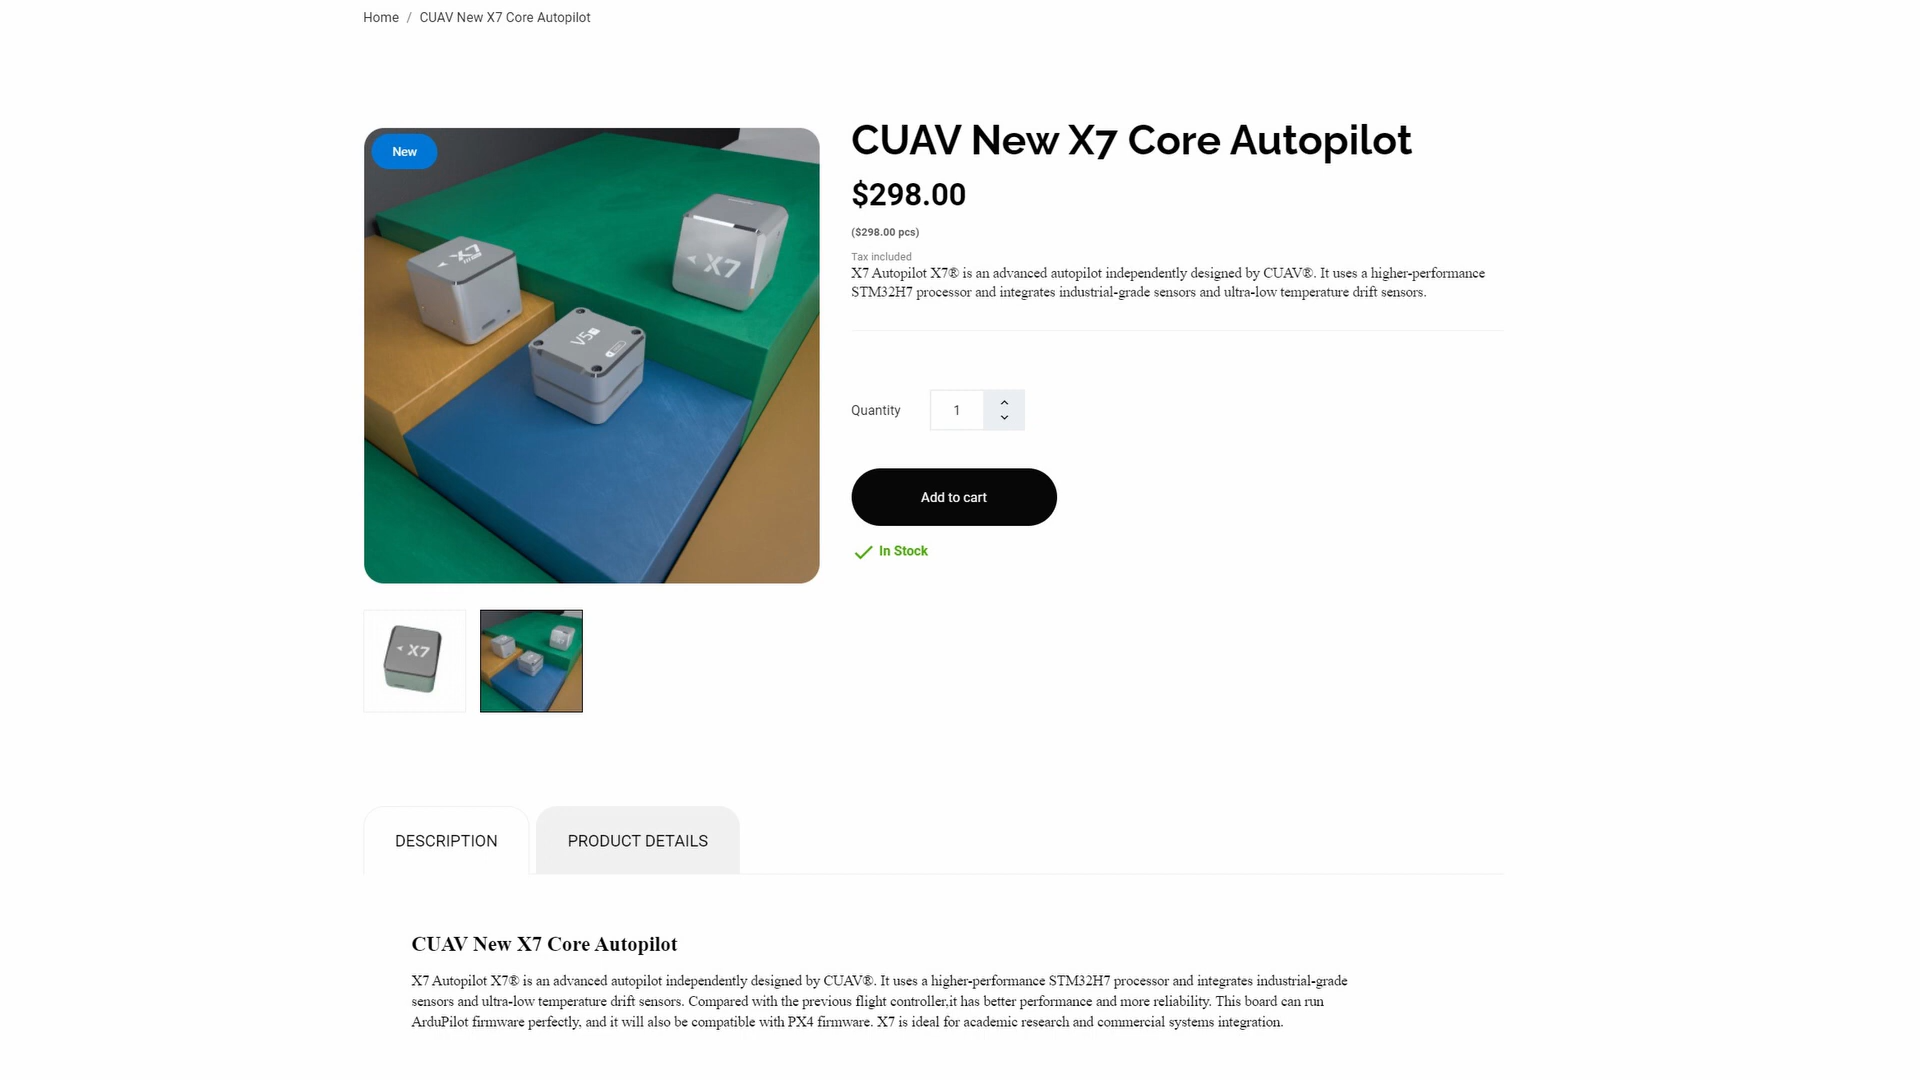 Home / CUAV New X7 Core Autopilot
New
X7
X7
V5+
CUAV New X7 Core Autopilot
$298.00
($298.00 pcs)
Tax included
X7 Autopilot X7® is an advanced autopilot independently designed by CUAV®. It uses a higher-performance
STM32H7 processor and integrates industrial-grade sensors and ultra-low temperature drift sensors.
Quantity 1
Add to cart
In Stock
X7
DESCRIPTION PRODUCT DETAILS
CUAV New X7 Core Autopilot
X7 Autopilot X7® is an advanced autopilot independently designed by CUAV®. It uses a higher-performance STM32H7 processor and integrates industrial-grade
sensors and ultra-low temperature drift sensors. Compared with the previous flight controller,it has better performance and more reliability. This board can run
ArduPilot firmware perfectly, and it will also be compatible with PX4 firmware. X7 is ideal for academic research and commercial systems integration.